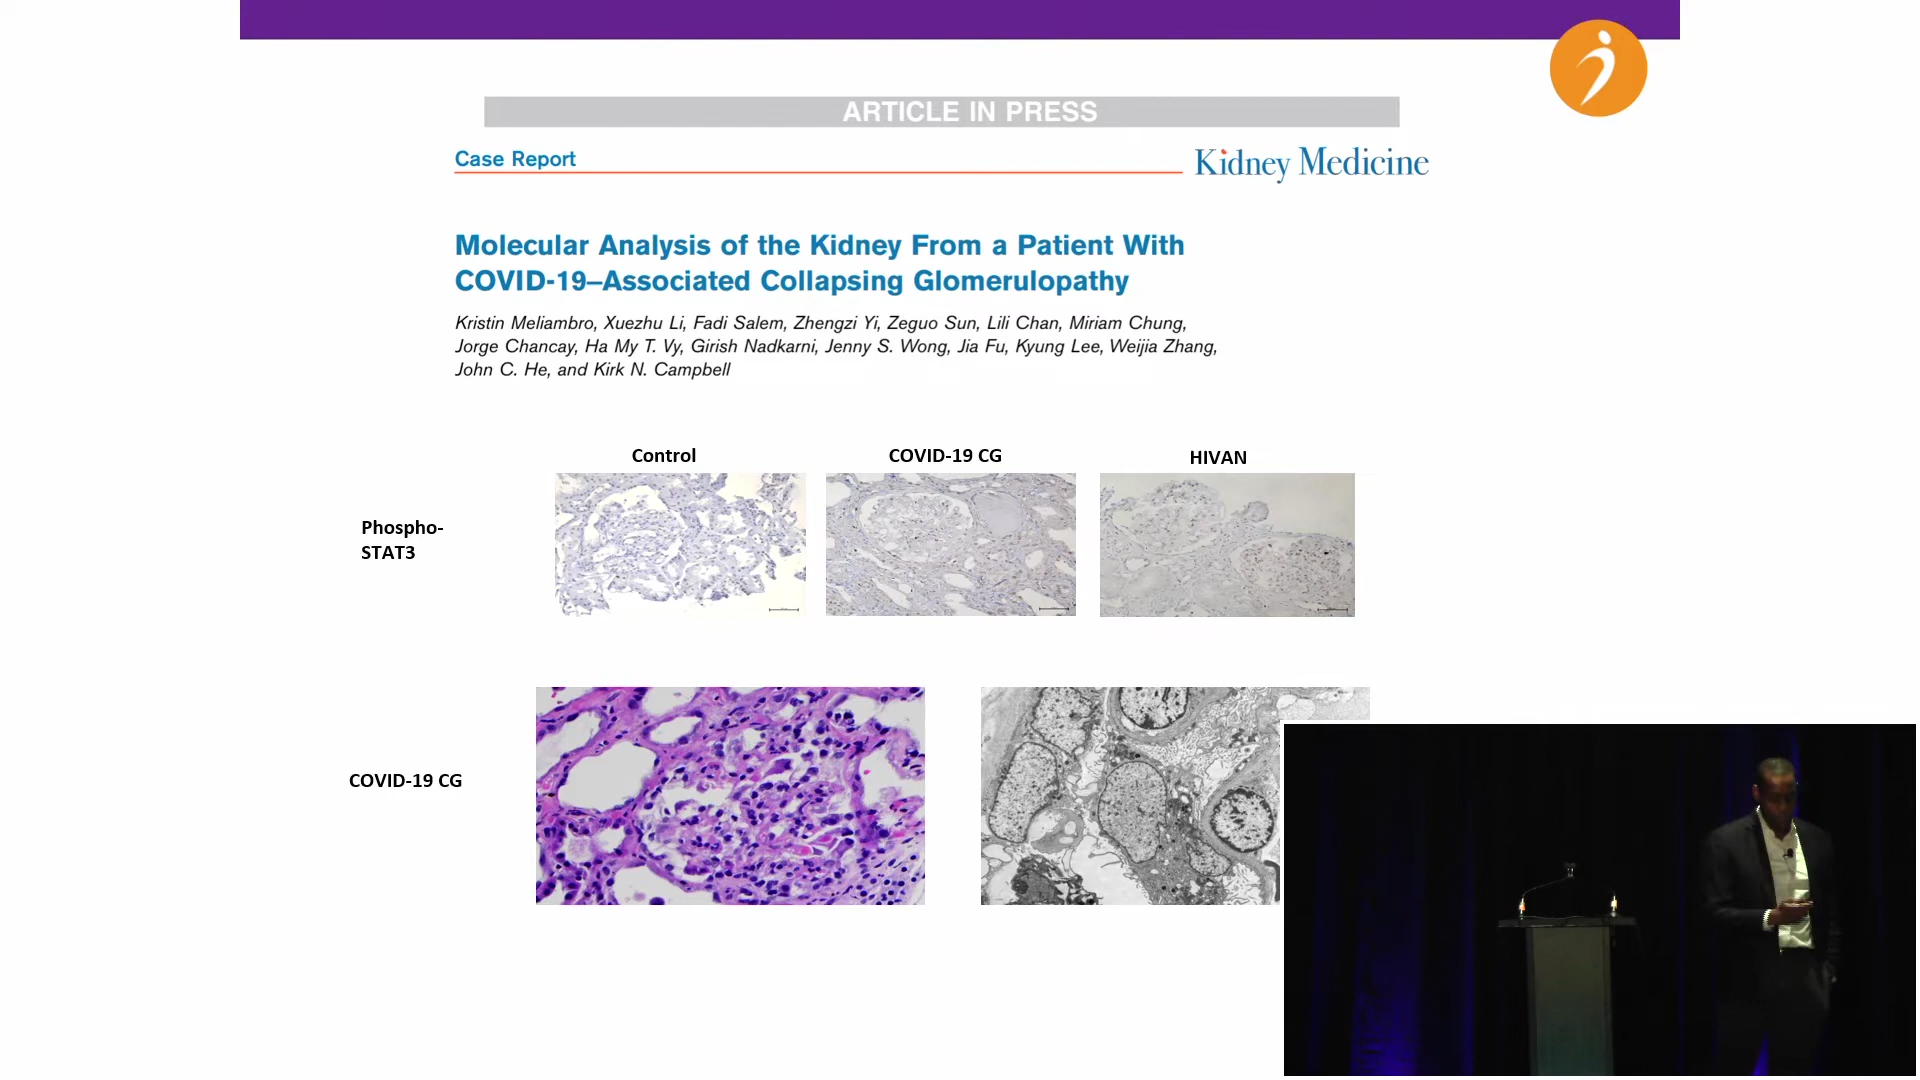 ARTICLE IN PRESS
Case Report
Kidney Medicine
Molecular Analysis of the Kidney From a Patient With
COVID-19–Associated Collapsing Glomerulopathy
Kristin Meliambro, Xuezhu Li, Fadi Salem, Zhengzi Yi, Zeguo Sun, Lili Chan, Miriam Chung,
Jorge Chancay, Ha My T. Vy, Girish Nadkarni, Jenny S. Wong, Jia Fu, Kyung Lee, Weijia Zhang,
John C. He, and Kirk N. Campbell
Control
COVID-19 CG
HIVAN
Phospho-
STAT3
COVID-19 CG